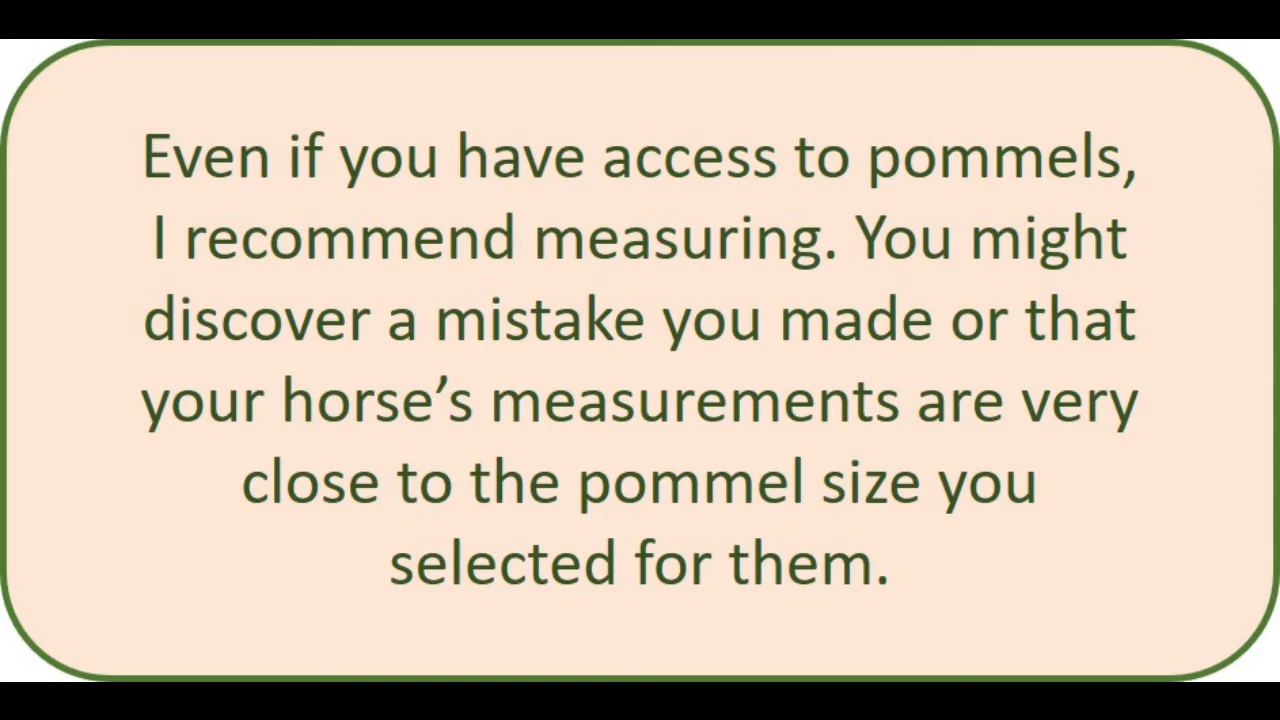 Even if you have access to pommels,
I recommend measuring. You might
discover a mistake you made or that
your horse’s measurements are very
close to the pommel size you
selected for them.